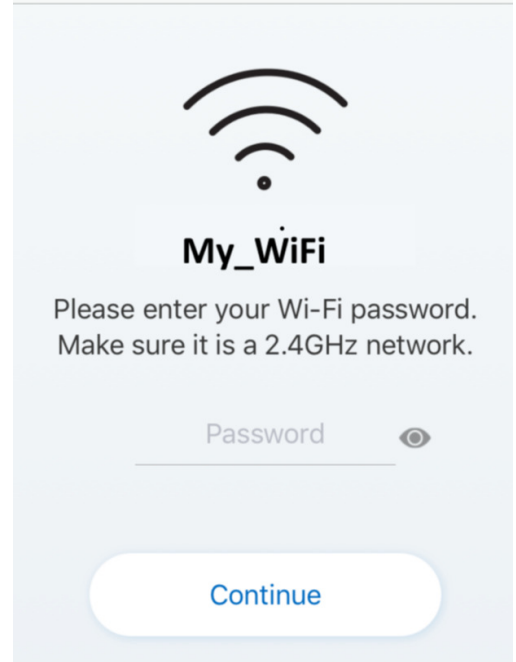 My_WiFi
Please enter your Wi-Fi password.
Make sure it is a 2.4GHz network.
Password
Continue